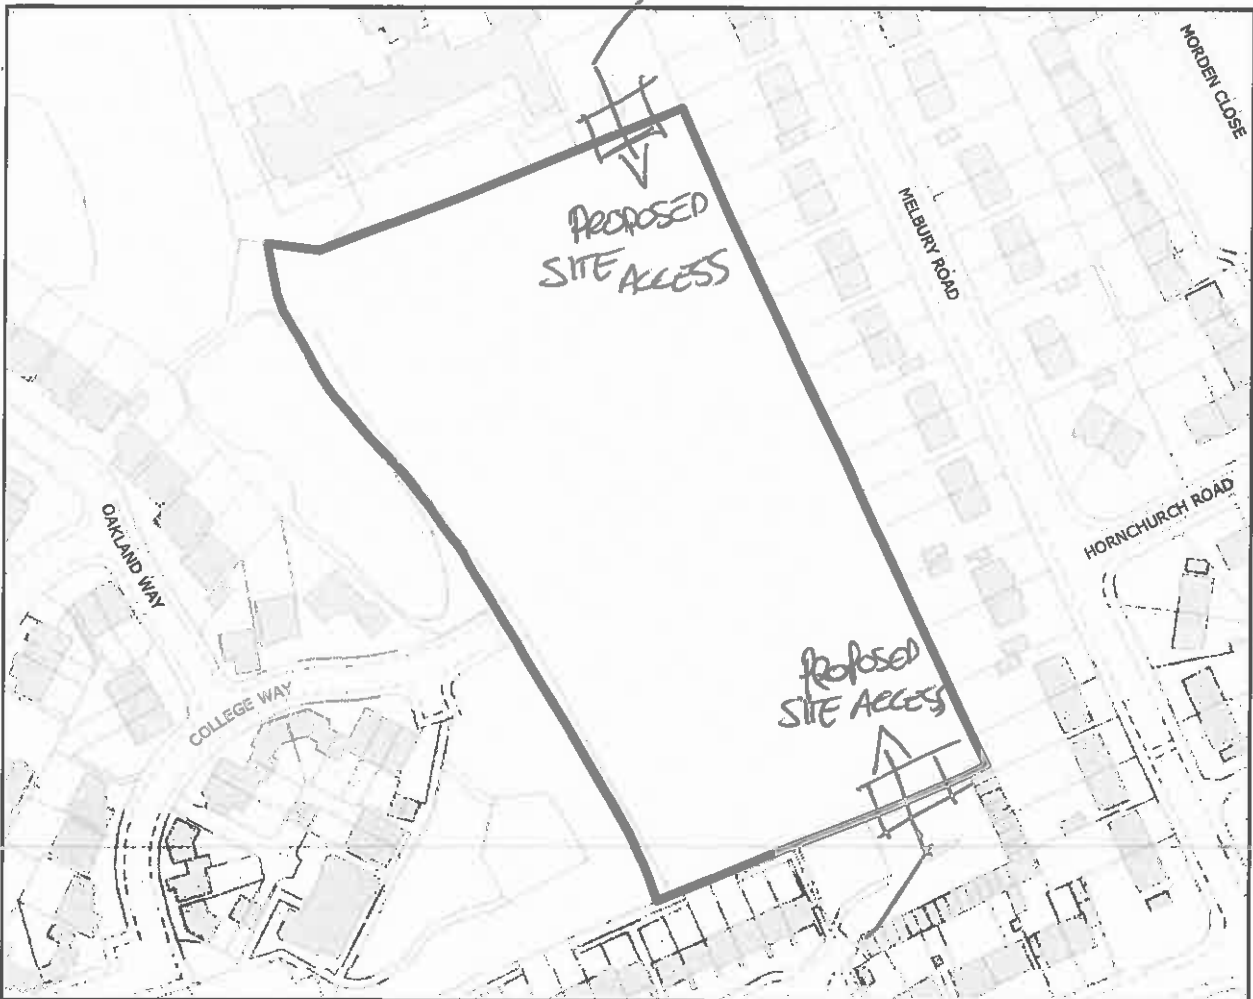 MORDEN CLOSE
PROPOSED
SITE ACCESS
MELBURY ROAD
HORNCHURCH ROAD
OAKLAND WAY
PROPOSED
SITE ACCESS
COLLEGE WAY